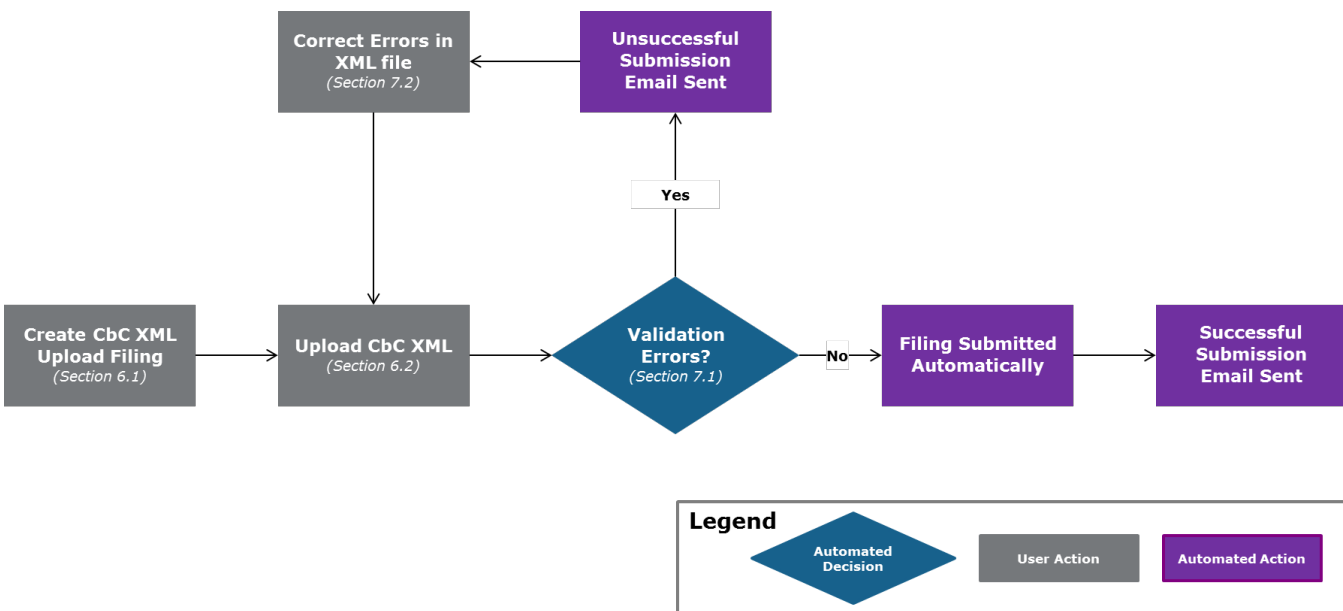 Correct Errors in
XML file
(Section 7.2)
Unsuccessful
Submission
Email Sent
Yes
Create CbC XML
Upload Filing
(Section 6.1)
Upload CbC XML
(Section 6.2)
Validation
Errors?
(Section 7.1)
No
Filing Submitted
Automatically
Successful
Submission
Email Sent
Legend
Automated
Decision
User Action
Automated Action